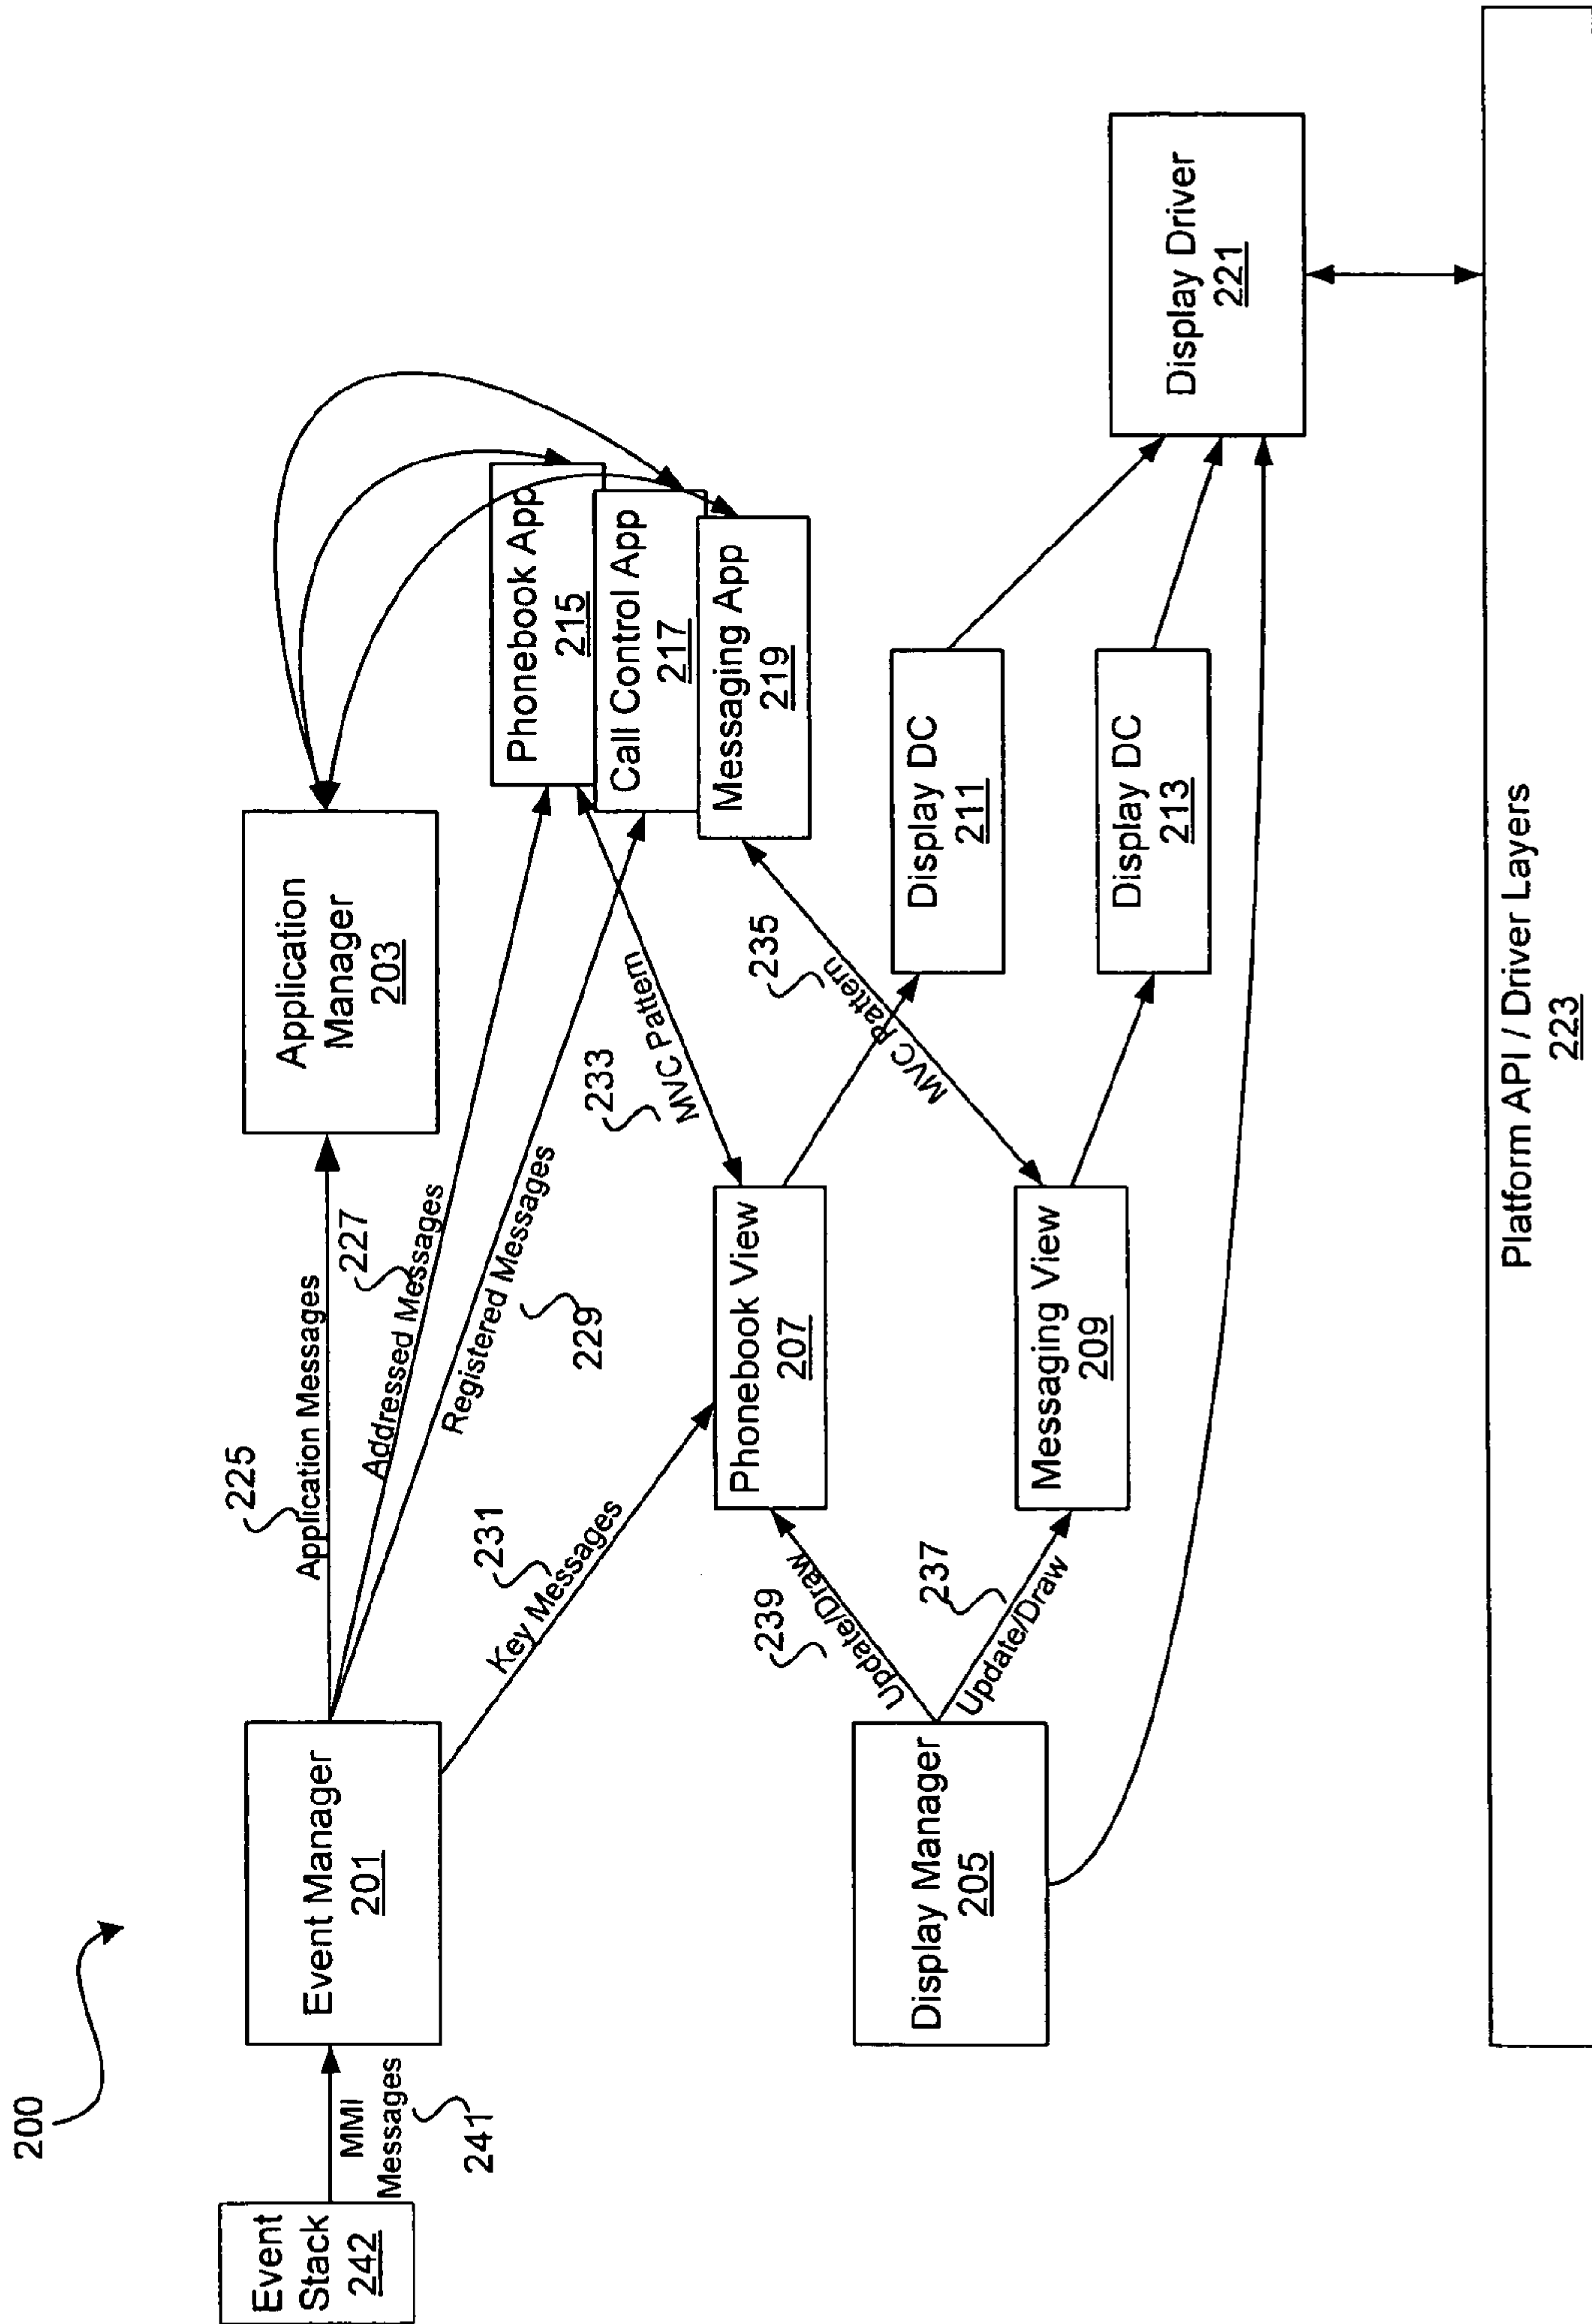 200
Event
Stack
242
MMI
Messages
241
Event Manager
201
225
Application Messages
Application
Manager
203
227
Addressed Messages
Registered Messages
229
231
Key Messages
Phonebook App
215
Call Control App
217
Messaging App
219
233
MVC Pattern
235
MVC Pattern
Phonebook View
207
Messaging View
209
239
Update/Draw
237
Update/Draw
Display Manager
205
Display DC
211
Display DC
213
Display Driver
221
Platform API / Driver Layers
223